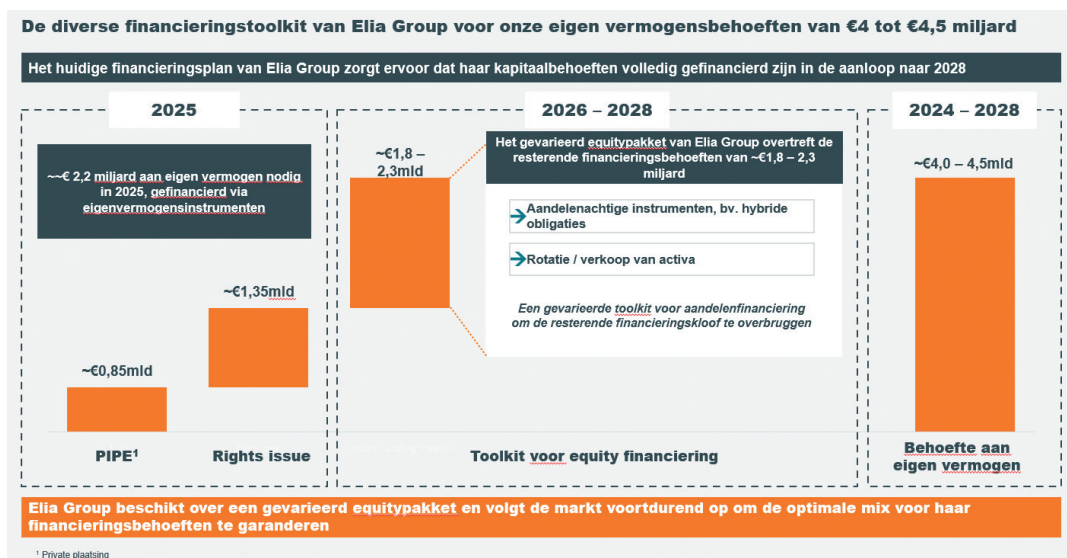 De diverse financieringstoolkit van Elia Group voor onze eigen vermogensbehoeften van €4 tot €4,5 miljard
Het huidige financieringsplan van Elia Group zorgt ervoor dat haar kapitaalbehoeften volledig gefinancierd zijn in de aanloop naar 2028
2025
~~€ 2,2 miljard aan eigen vermogen nodig
in 2025, gefinancierd via
eigenvermogensinstrumenten
~€0,85mld
~€1,35mld
PIPE¹
Rights issue
2026 – 2028
~€1,8 –
2,3mld
Het gevarieerd equitypakket van Elia Group overtreft de
resterende financieringsbehoeften van ~€1,8 – 2,3
miljard
Aandelenachtige instrumenten, bv. hybride
obligaties
Rotatie / verkoop van activa
Een gevarieerde toolkit voor aandelenfinanciering
om de resterende financieringskloof te overbruggen
Toolkit voor equity financiering
2024 – 2028
~€4,0 – 4,5mld
Behoefte aan
eigen vermogen
Elia Group beschikt over een gevarieerd equitypakket en volgt de markt voortdurend op om de optimale mix voor haar
financieringsbehoeften te garanderen
¹ Private plaatsing